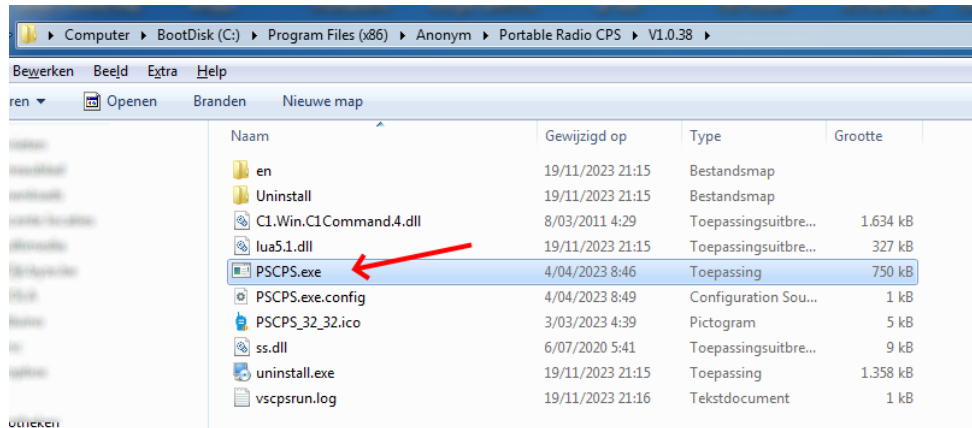 Computer ▸ BootDisk (C:) ▸ Program Files (x86) ▸ Anonym ▸ Portable Radio CPS ▸ V1.0.38 ▸
Bewerken Beeld Extra Help
ren Openen Branden Nieuwe map
Naam Gewijzigd op Type Grootte
en 19/11/2023 21:15 Bestandsmap
Uninstall 19/11/2023 21:15 Bestandsmap
C1.Win.C1Command.4.dll 8/03/2011 4:29 Toepassingsuitbre... 1.634 kB
lua5.1.dll 19/11/2023 21:15 Toepassingsuitbre... 327 kB
PSCPS.exe 4/04/2023 8:46 Toepassing 750 kB
PSCPS.exe.config 4/04/2023 8:49 Configuration Sou... 1 kB
PSCPS_32_32.ico 3/03/2023 4:39 Pictogram 5 kB
ss.dll 6/07/2020 5:41 Toepassingsuitbre... 9 kB
uninstall.exe 19/11/2023 21:15 Toepassing 1.358 kB
vscpsrun.log 19/11/2023 21:16 Tekstdocument 1 kB